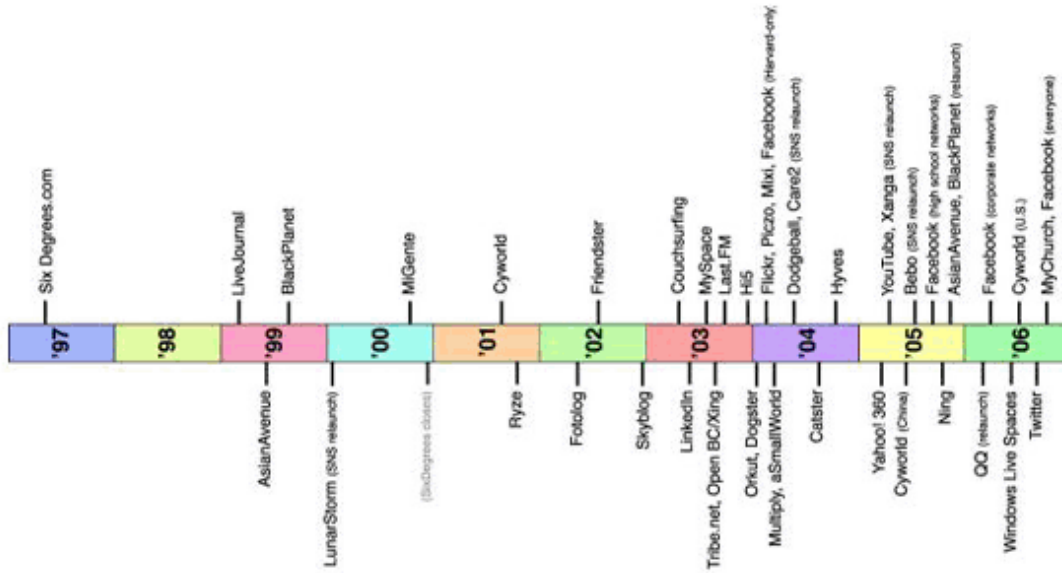 '97
Six Degrees.com
'98
'99
LiveJournal
AsianAvenue
BlackPlanet
'00
LunarStorm (SNS relaunch)
MiGente
(SixDegrees closes)
'01
Cyworld
Ryze
'02
Fotolog
Friendster
Skyblog
'03
Couchsurfing
LinkedIn
MySpace
Tribe.net, Open BC/Xing
Last.FM
Hi5
'04
Orkut, Dogster
Flickr, Piczo, Mixi, Facebook (Harvard-only)
Multiply, aSmallWorld
Dodgeball, Care2 (SNS relaunch)
Catster
Hyves
'05
Yahoo! 360
YouTube, Xanga (SNS relaunch)
Cyworld (China)
Bebo (SNS relaunch)
Facebook (high school networks)
Ning
AsianAvenue, BlackPlanet (relaunch)
'06
QQ (relaunch)
Facebook (corporate networks)
Windows Live Spaces
Cyworld (U.S.)
Twitter
MyChurch, Facebook (everyone)